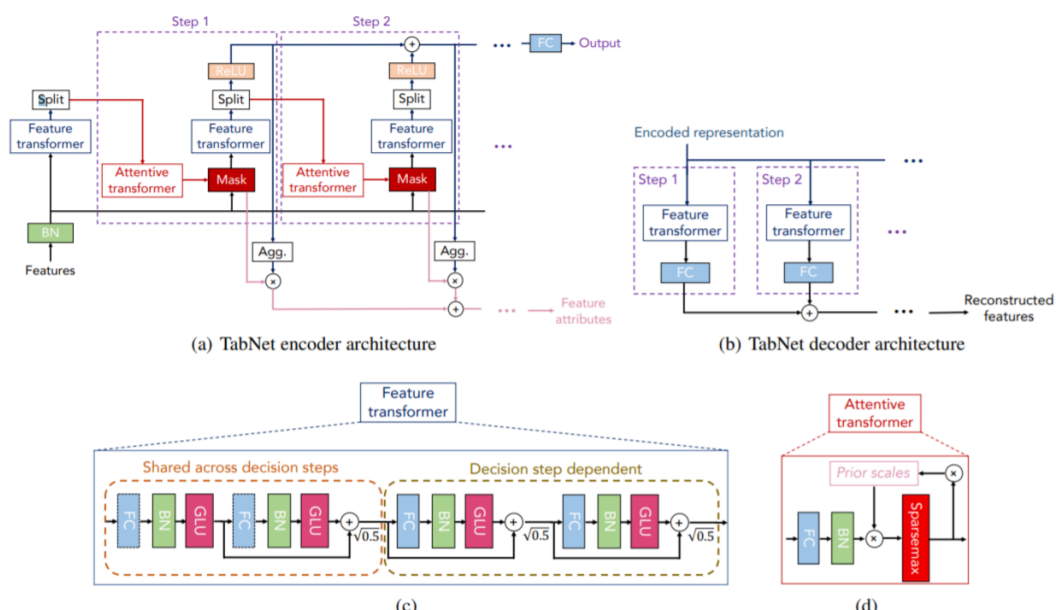 Step 1
Step 2
FC
Output
ReLU
ReLU
Split
Split
Split
Feature
transformer
Feature
transformer
Feature
transformer
Attentive
transformer
Mask
Attentive
transformer
Mask
BN
Features
Agg.
Agg.
Feature
attributes
(a) TabNet encoder architecture
Encoded representation
Step 1
Step 2
Feature
transformer
Feature
transformer
FC
FC
Reconstructed
features
(b) TabNet decoder architecture
Feature
transformer
Shared across decision steps
Decision step dependent
FC
BN
GLU
FC
BN
GLU
√0.5
FC
BN
GLU
√0.5
FC
BN
GLU
√0.5
(c)
Attentive
transformer
Prior scales
FC
BN
Sparsemax
(d)